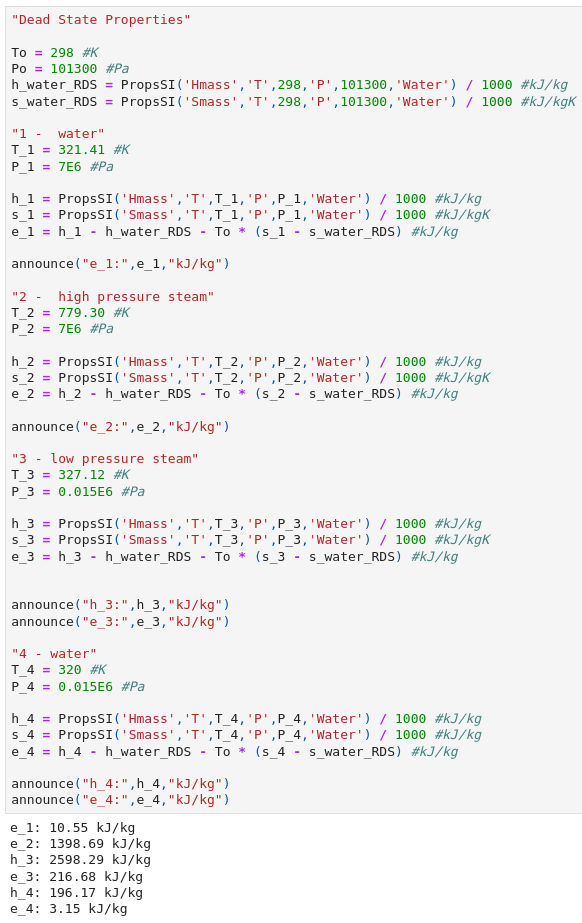 "Dead State Properties"
To = 298 #K
Po = 101300 #Pa
h_water_RDS = PropsSI('Hmass','T',298,'P',101300,'Water') / 1000 #kJ/kg
s_water_RDS = PropsSI('Smass','T',298,'P',101300,'Water') / 1000 #kJ/kgK
"1 -  water"
T_1 = 321.41 #K
P_1 = 7E6 #Pa
h_1 = PropsSI('Hmass','T',T_1,'P',P_1,'Water') / 1000 #kJ/kg
s_1 = PropsSI('Smass','T',T_1,'P',P_1,'Water') / 1000 #kJ/kgK
e_1 = h_1 - h_water_RDS - To * (s_1 - s_water_RDS) #kJ/kg
announce("e_1:",e_1,"kJ/kg")
"2 -  high pressure steam"
T_2 = 779.30 #K
P_2 = 7E6 #Pa
h_2 = PropsSI('Hmass','T',T_2,'P',P_2,'Water') / 1000 #kJ/kg
s_2 = PropsSI('Smass','T',T_2,'P',P_2,'Water') / 1000 #kJ/kgK
e_2 = h_2 - h_water_RDS - To * (s_2 - s_water_RDS) #kJ/kg
announce("e_2:",e_2,"kJ/kg")
"3 - low pressure steam"
T_3 = 327.12 #K
P_3 = 0.015E6 #Pa
h_3 = PropsSI('Hmass','T',T_3,'P',P_3,'Water') / 1000 #kJ/kg
s_3 = PropsSI('Smass','T',T_3,'P',P_3,'Water') / 1000 #kJ/kgK
e_3 = h_3 - h_water_RDS - To * (s_3 - s_water_RDS) #kJ/kg
announce("h_3:",h_3,"kJ/kg")
announce("e_3:",e_3,"kJ/kg")
"4 - water"
T_4 = 320 #K
P_4 = 0.015E6 #Pa
h_4 = PropsSI('Hmass','T',T_4,'P',P_4,'Water') / 1000 #kJ/kg
s_4 = PropsSI('Smass','T',T_4,'P',P_4,'Water') / 1000 #kJ/kgK
e_4 = h_4 - h_water_RDS - To * (s_4 - s_water_RDS) #kJ/kg
announce("h_4:",h_4,"kJ/kg")
announce("e_4:",e_4,"kJ/kg")
e_1: 10.55 kJ/kg
e_2: 1398.69 kJ/kg
h_3: 2598.29 kJ/kg
e_3: 216.68 kJ/kg
h_4: 196.17 kJ/kg
e_4: 3.15 kJ/kg